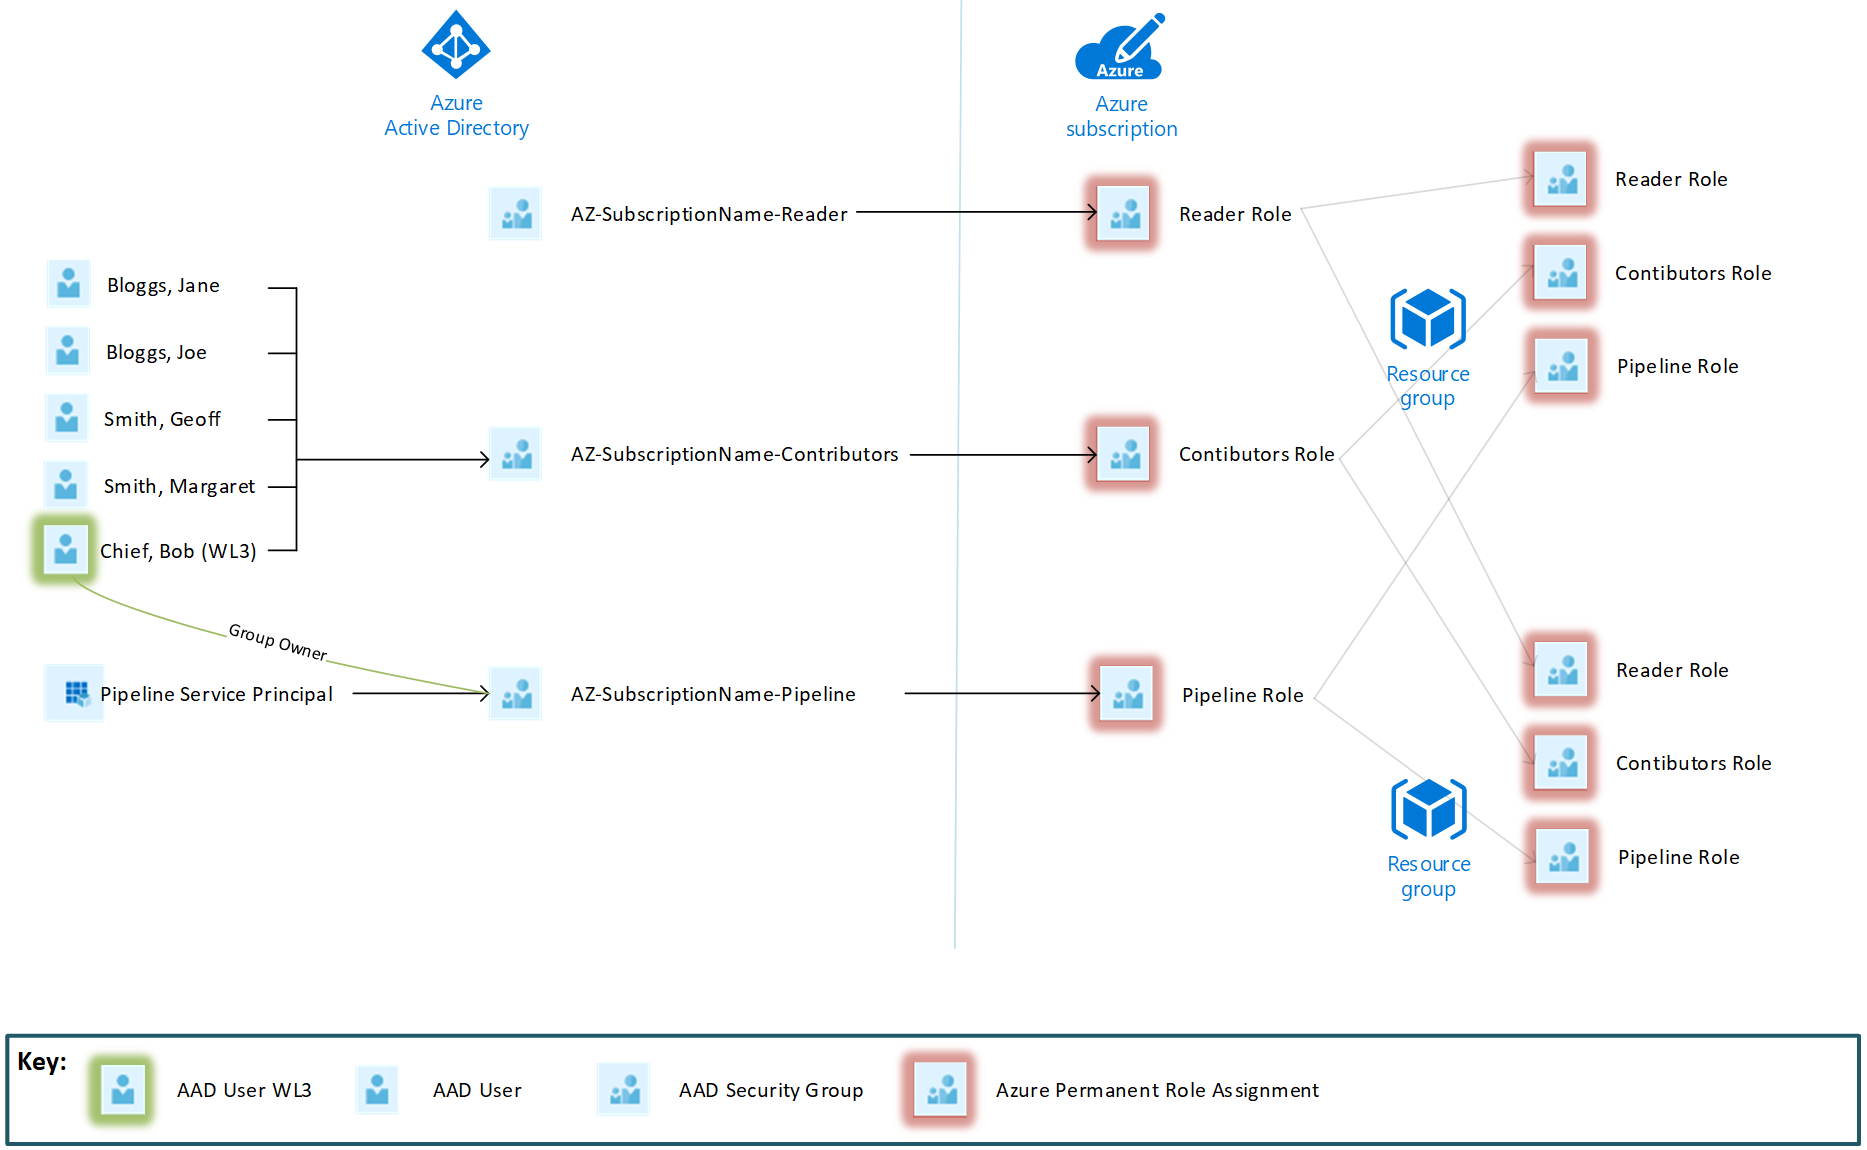 Azure
Active Directory
Azure
Azure
subscription
AZ-SubscriptionName-Reader
Reader Role
Reader Role
Contibutors Role
Pipeline Role
Bloggs, Jane
Bloggs, Joe
Smith, Geoff
Smith, Margaret
Chief, Bob (WL3)
Resource
group
AZ-SubscriptionName-Contributors
Contibutors Role
Group Owner
Pipeline Service Principal
AZ-SubscriptionName-Pipeline
Pipeline Role
Reader Role
Contibutors Role
Pipeline Role
Resource
group
Key:
AAD User WL3
AAD User
AAD Security Group
Azure Permanent Role Assignment